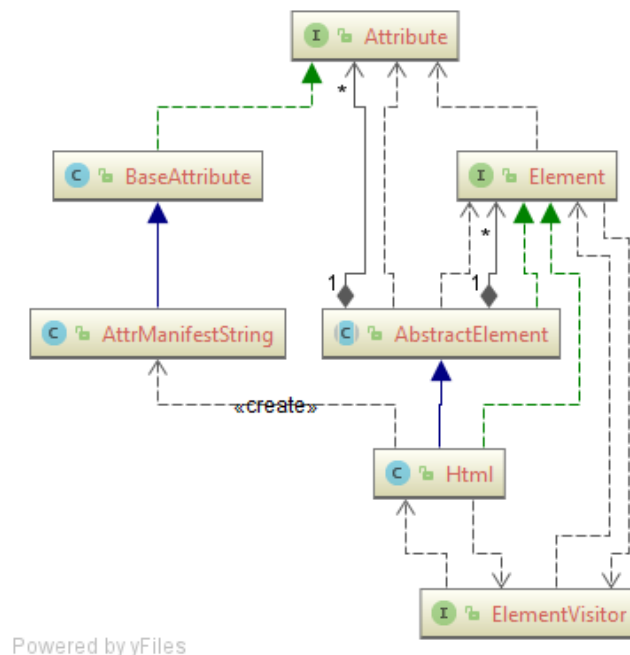 I Attribute
*
C BaseAttribute
I Element
*
1
1
C AttrManifestString
C AbstractElement
«create»
C Html
I ElementVisitor
Powered by yFiles